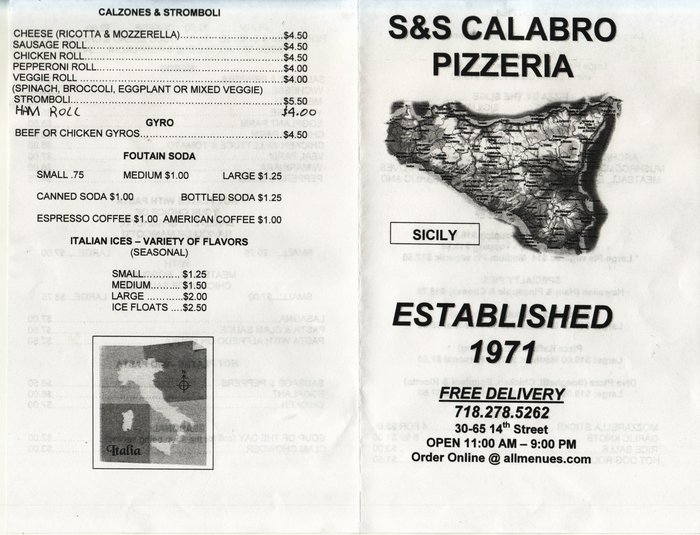 CALZONES & STROMBOLI
CHEESE (RICOTTA & MOZZERELLA)..............................$4.50
SAUSAGE ROLL..............................$4.50
CHICKEN ROLL..............................$4.50
PEPPERONI ROLL..............................$4.00
VEGGIE ROLL ..............................$4.00
(SPINACH, BROCCOLI, EGGPLANT OR MIXED VEGGIE)
STROMBOLI..............................$5.50
HAM ROLL $4.00
GYRO
BEEF OR CHICKEN GYROS..............................$4.50
FOUTAIN SODA
SMALL .75 MEDIUM $1.00 LARGE $1.25
CANNED SODA $1.00 BOTTLED SODA $1.25
ESPRESSO COFFEE $1.00 AMERICAN COFFEE $1.00
ITALIAN ICES – VARIETY OF FLAVORS
(SEASONAL)
SMALL........ $1.25
MEDIUM........ $1.50
LARGE ........ $2.00
ICE FLOATS ....$2.50
Italia
S&S CALABRO
PIZZERIA
SICILY
ESTABLISHED
1971
FREE DELIVERY
718.278.5262
30-65 14th Street
OPEN 11:00 AM – 9:00 PM
Order Online @ allmenues.com